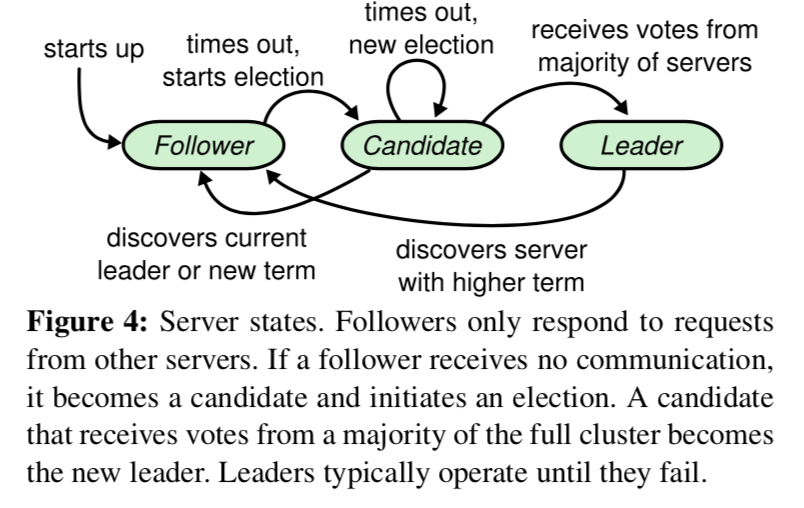 starts up
times out,
starts election
times out,
new election
receives votes from
majority of servers
Follower
Candidate
Leader
discovers current
leader or new term
discovers server
with higher term
Figure 4: Server states. Followers only respond to requests
from other servers. If a follower receives no communication,
it becomes a candidate and initiates an election. A candidate
that receives votes from a majority of the full cluster becomes
the new leader. Leaders typically operate until they fail.